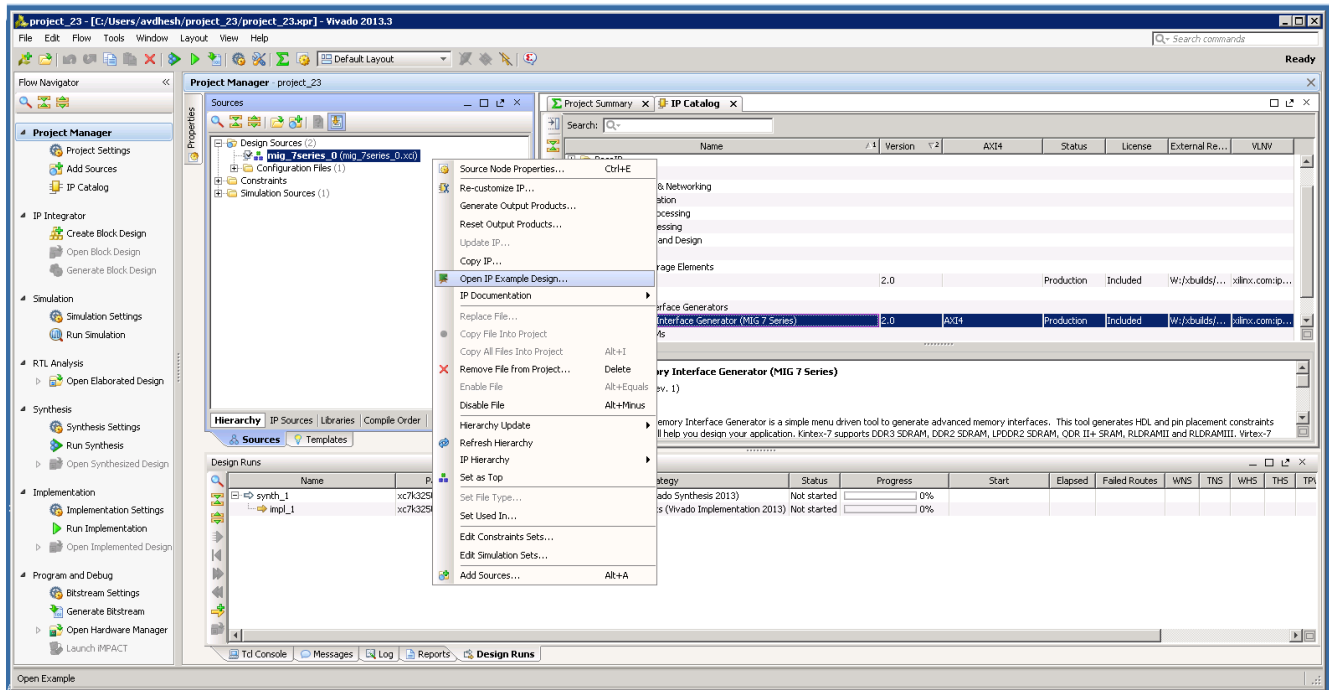 project_23 - [C:/Users/avdhesh/project_23/project_23.xpr] - Vivado 2013.3
File Edit Flow Tools Window Layout View Help
Search commands
Default Layout
Ready
Flow Navigator
Project Manager
Project Settings
Add Sources
IP Catalog
IP Integrator
Create Block Design
Open Block Design
Generate Block Design
Simulation
Simulation Settings
Run Simulation
RTL Analysis
Open Elaborated Design
Synthesis
Synthesis Settings
Run Synthesis
Open Synthesized Design
Implementation
Implementation Settings
Run Implementation
Open Implemented Design
Program and Debug
Bitstream Settings
Generate Bitstream
Open Hardware Manager
Launch iMPACT
Project Manager - project_23
Properties
Sources
Design Sources (2)
mig_7series_0 (mig_7series_0.xci)
Configuration Files (1)
Constraints
Simulation Sources (1)
Hierarchy IP Sources Libraries Compile Order
Sources Templates
Source Node Properties... Ctrl+E
Re-customize IP...
Generate Output Products...
Reset Output Products...
Update IP...
Copy IP...
Open IP Example Design...
IP Documentation
Replace File...
Copy File Into Project
Copy All Files Into Project Alt+I
Remove File from Project... Delete
Enable File Alt+Equals
Disable File Alt+Minus
Hierarchy Update
Refresh Hierarchy
IP Hierarchy
Set as Top
Set File Type...
Set Used In...
Edit Constraints Sets...
Edit Simulation Sets...
Add Sources... Alt+A
Project Summary IP Catalog
Search:
Name 1 Version 2 AXI4 Status License External Re... VLNV
& Networking
ation
ocessing
essing
and Design
rage Elements
2.0 Production Included W:/xbuilds/... xilinx.com:ip...
erface Generators
Interface Generator (MIG 7 Series) 2.0 AXI4 Production Included W:/xbuilds/... xilinx.com:ip...
Ms
ory Interface Generator (MIG 7 Series)
ev. 1)
emory Interface Generator is a simple menu driven tool to generate advanced memory interfaces. This tool generates HDL and pin placement constraints
ll help you design your application. Kintex-7 supports DDR3 SDRAM, DDR2 SDRAM, LPDDR2 SDRAM, QDR II+ SRAM, RLDRAMII and RLDRAMIII. Virtex-7
Design Runs
Name P ategy Status Progress Start Elapsed Failed Routes WNS TNS WHS THS TPW
synth_1 xc7k325 ado Synthesis 2013) Not started 0%
impl_1 xc7k325 s (Vivado Implementation 2013) Not started 0%
Tcl Console Messages Log Reports Design Runs
Open Example